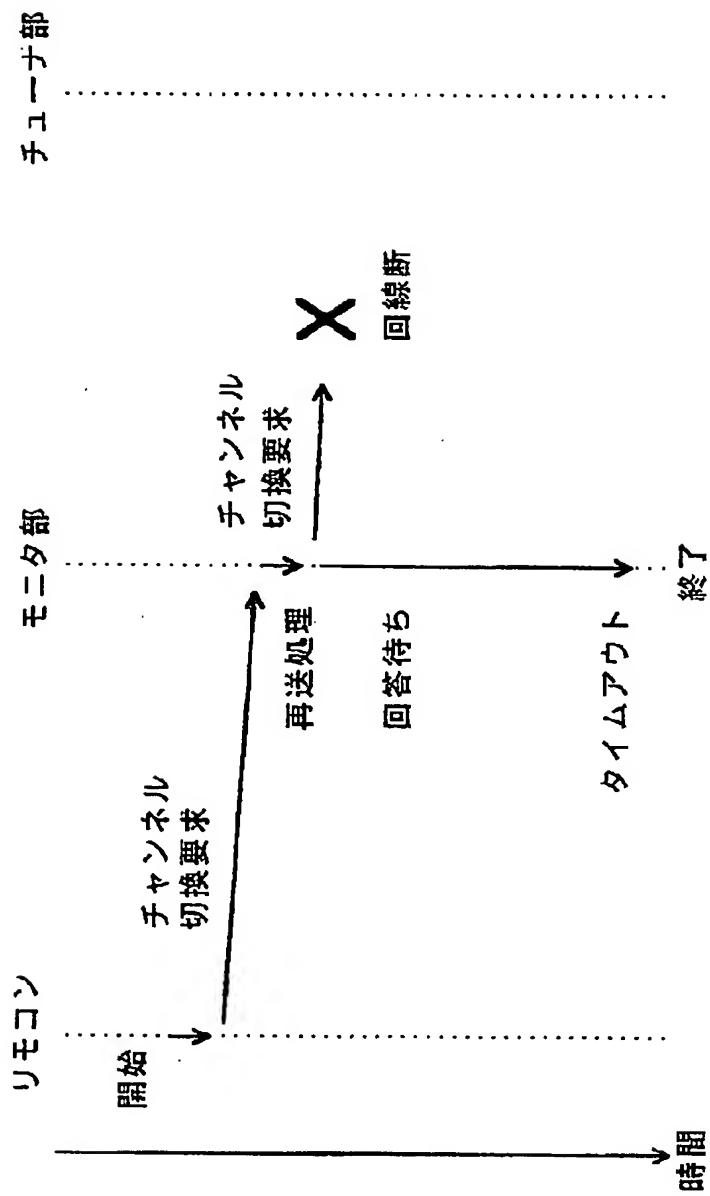 リモコン
モニタ部
チューナ部
開始
チャンネル
切換要求
チャンネル
切換要求
再送処理
回線断
回答待ち
タイムアウト
時間
終了